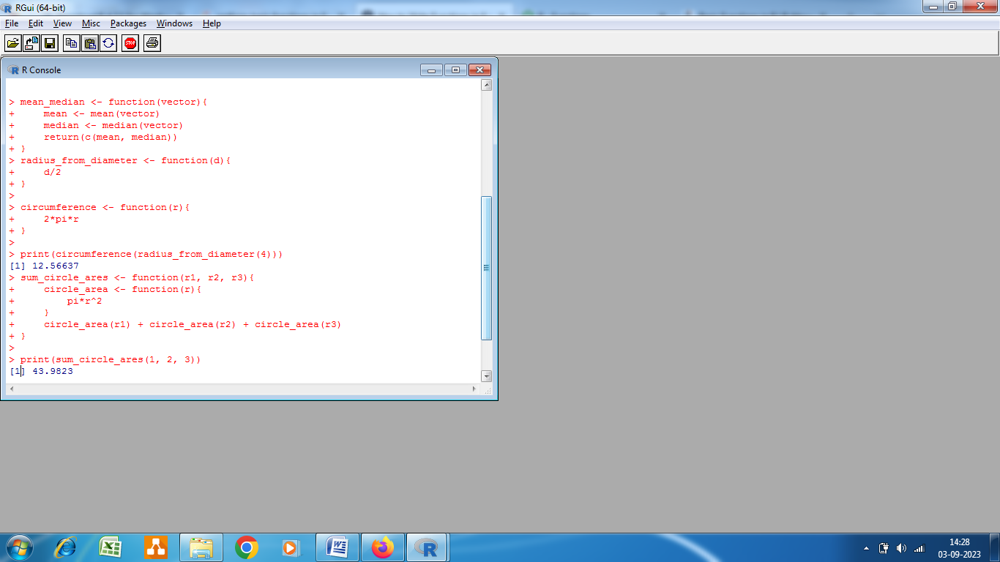 RGui (64-bit)
File Edit View Misc Packages Windows Help
STOP
R Console
> mean_median <- function(vector){
+     mean <- mean(vector)
+     median <- median(vector)
+     return(c(mean, median))
+ }
> radius_from_diameter <- function(d){
+     d/2
+ }
>
> circumference <- function(r){
+     2*pi*r
+ }
>
> print(circumference(radius_from_diameter(4)))
[1] 12.56637
> sum_circle_ares <- function(r1, r2, r3){
+     circle_area <- function(r){
+         pi*r^2
+     }
+     circle_area(r1) + circle_area(r2) + circle_area(r3)
+ }
>
> print(sum_circle_ares(1, 2, 3))
[1] 43.9823
14:28
03-09-2023